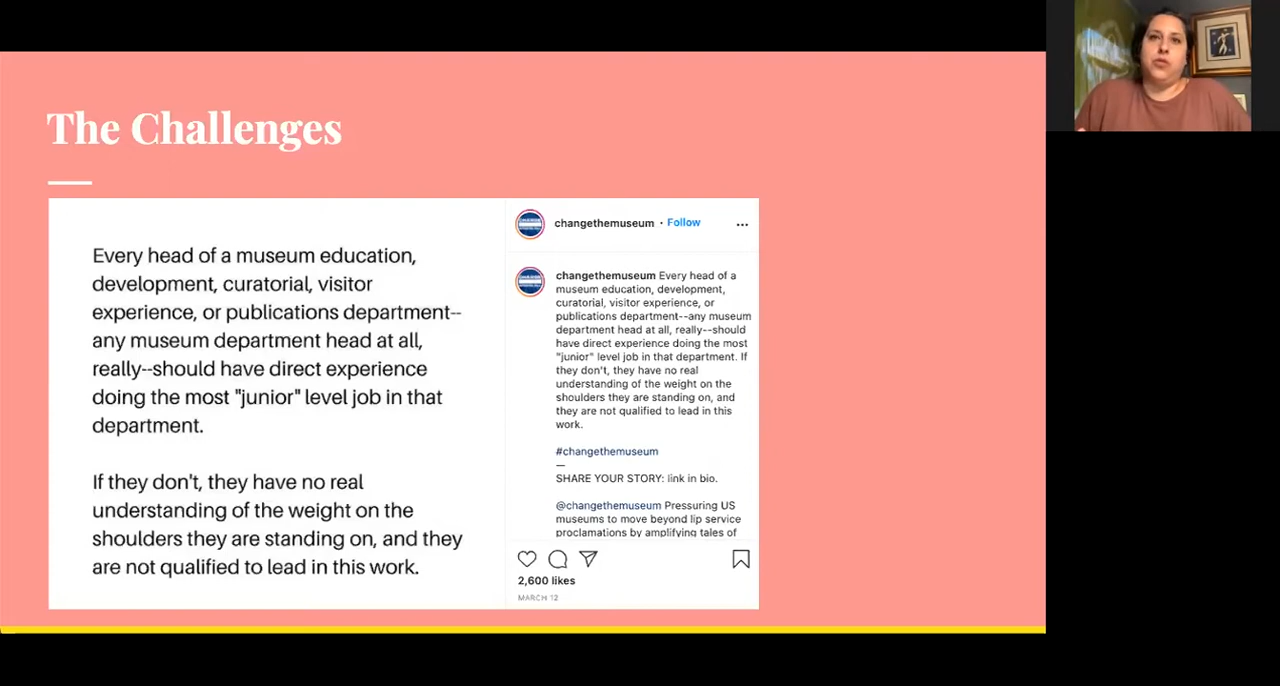 The Challenges
Every head of a museum education,
development, curatorial, visitor
experience, or publications department--
any museum department head at all,
really--should have direct experience
doing the most "junior" level job in that
department.
If they don't, they have no real
understanding of the weight on the
shoulders they are standing on, and they
are not qualified to lead in this work.
changethemuseum · Follow
changethemuseum Every head of a
museum education, development,
curatorial, visitor experience, or
publications department--any museum
department head at all, really--should
have direct experience doing the most
"junior" level job in that department. If
they don't, they have no real
understanding of the weight on the
shoulders they are standing on, and
they are not qualified to lead in this
work.
#changethemuseum
—
SHARE YOUR STORY: link in bio.
@changethemuseum Pressuring US
museums to move beyond lip service
proclamations by amplifying tales of
2,600 likes
MARCH 12